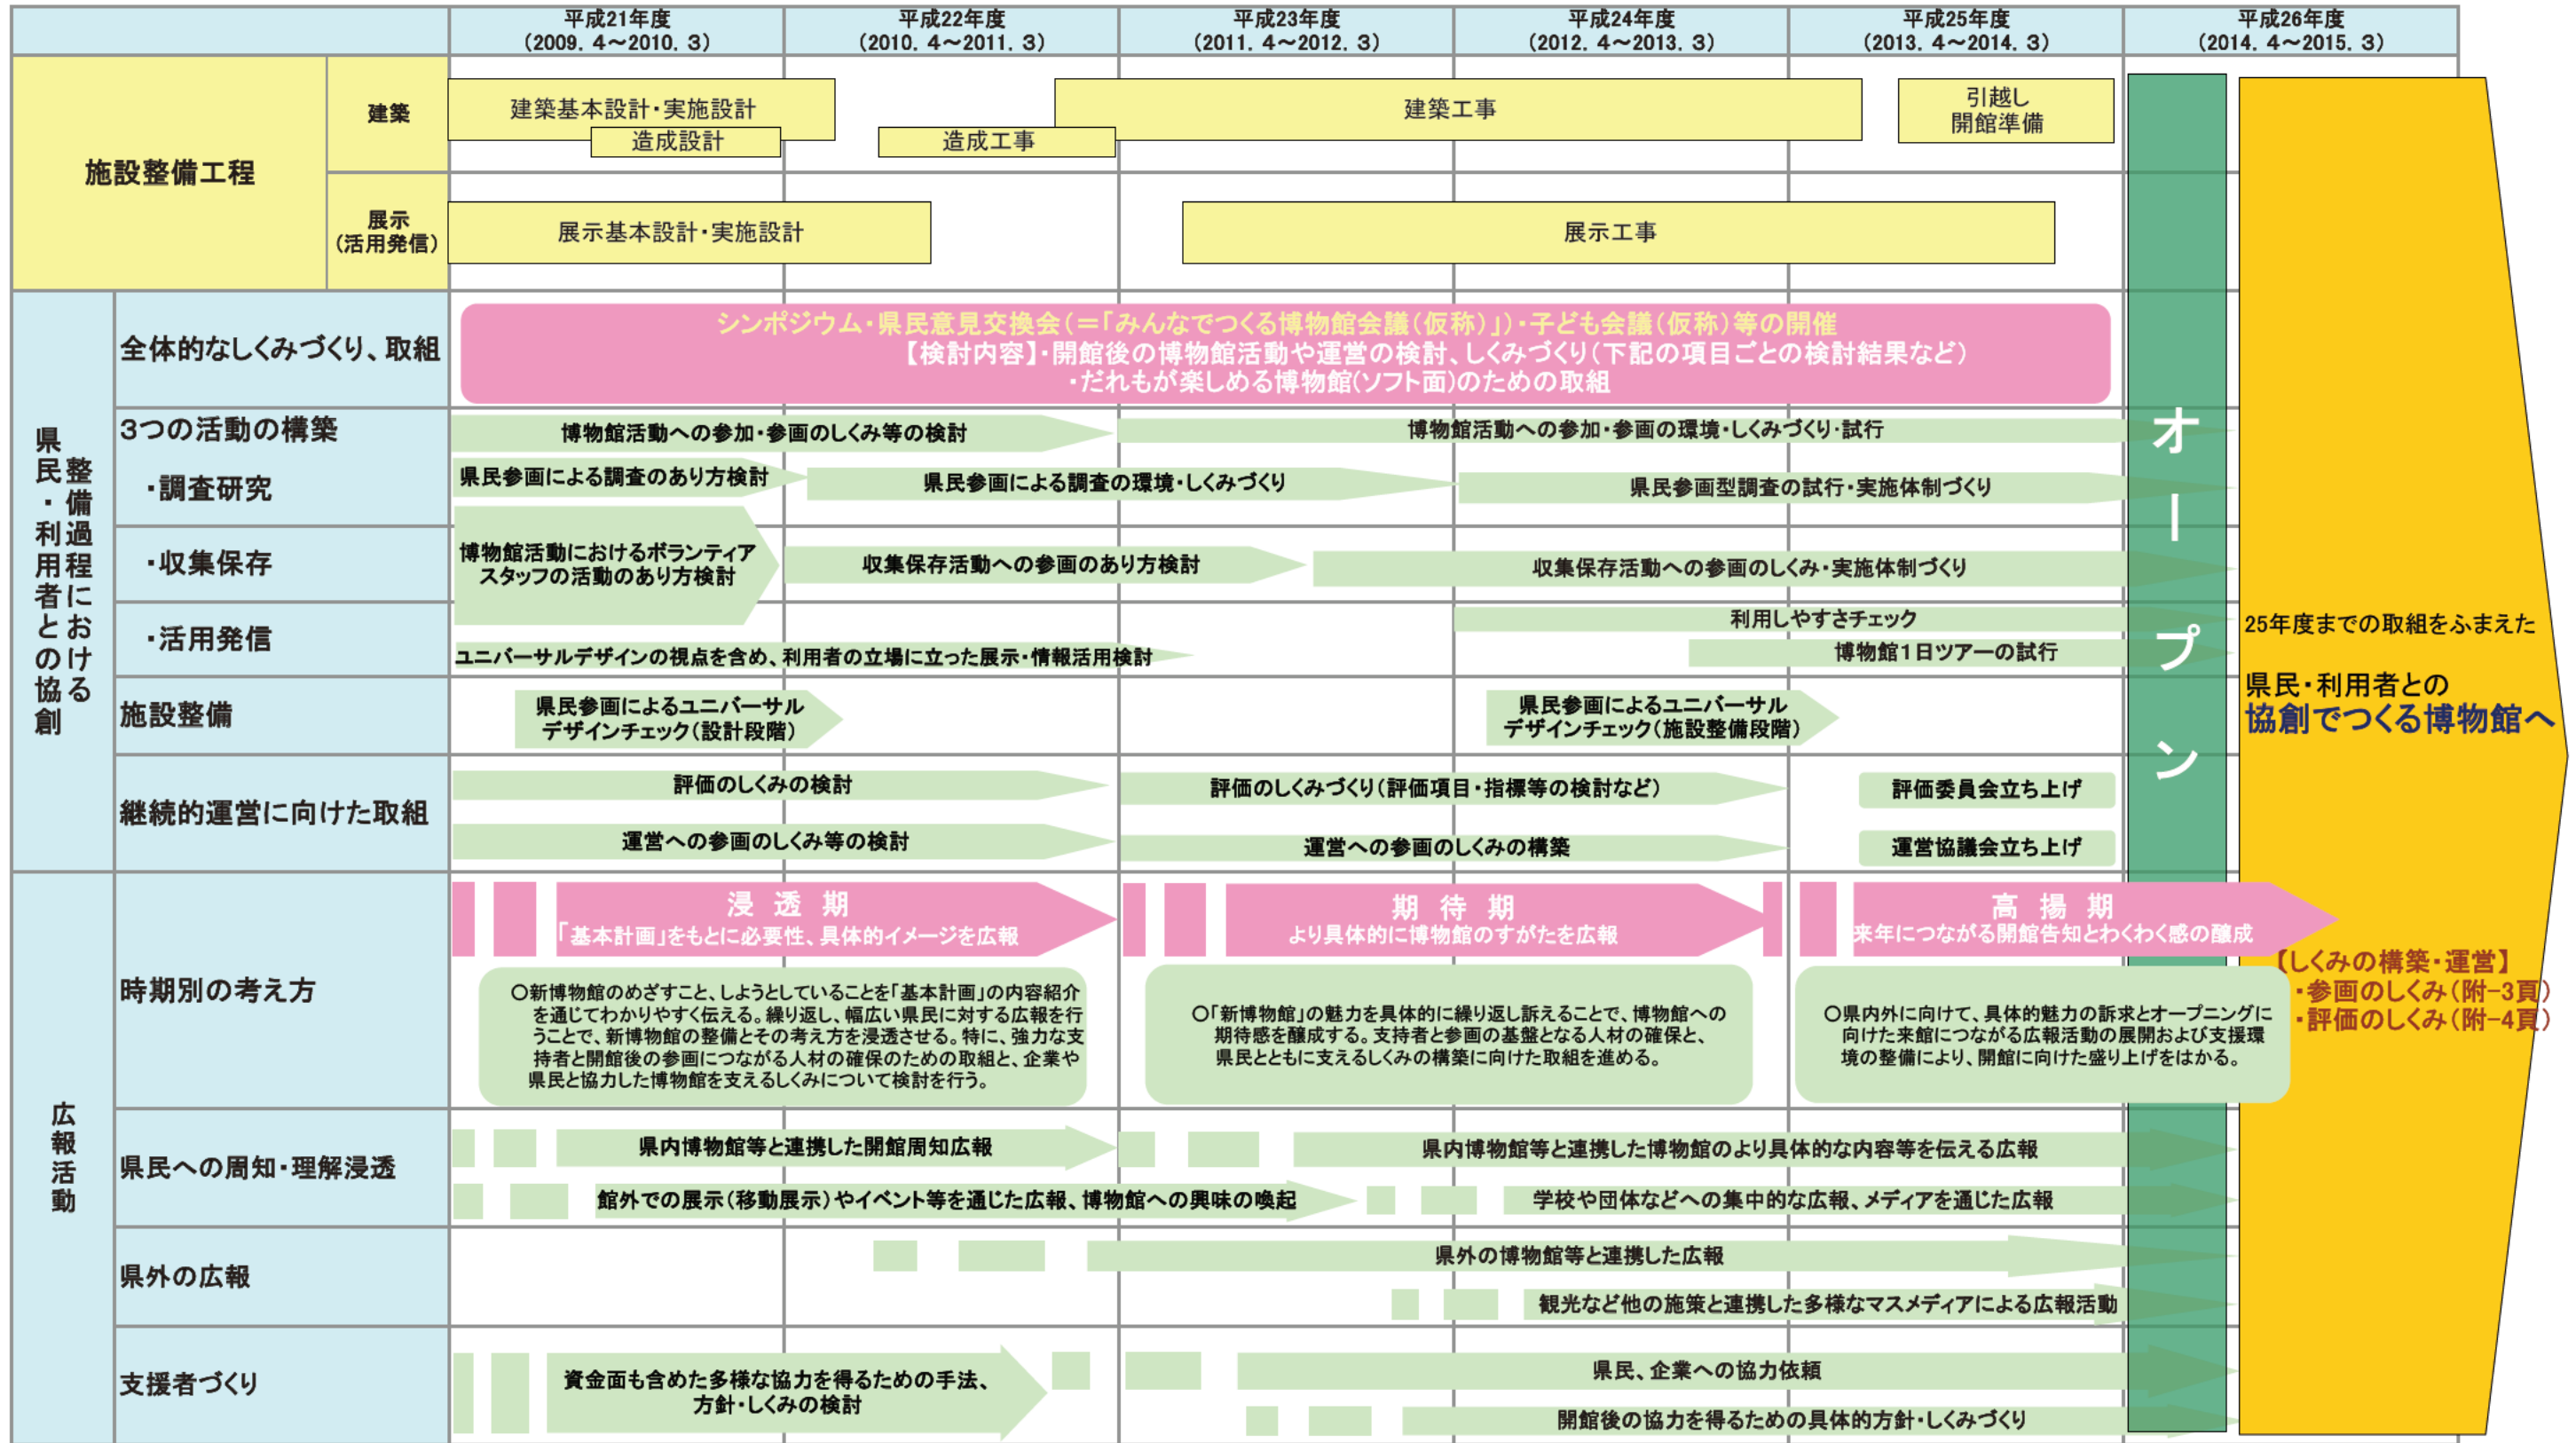 平成21年度
(2009. 4～2010. 3)
平成22年度
(2010. 4～2011. 3)
平成23年度
(2011. 4～2012. 3)
平成24年度
(2012. 4～2013. 3)
平成25年度
(2013. 4～2014. 3)
平成26年度
(2014. 4～2015. 3)
施設整備工程
建築
建築基本設計・実施設計
造成設計
造成工事
建築工事
引越し
開館準備
展示
(活用発信)
展示基本設計・実施設計
展示工事
整備過程における
県民・利用者との協創
全体的なしくみづくり、取組
シンポジウム・県民意見交換会(＝「みんなでつくる博物館会議(仮称)」)・子ども会議(仮称)等の開催
【検討内容】・開館後の博物館活動や運営の検討、しくみづくり(下記の項目ごとの検討結果など)
・だれもが楽しめる博物館(ソフト面)のための取組
3つの活動の構築
博物館活動への参加・参画のしくみ等の検討
博物館活動への参加・参画の環境・しくみづくり・試行
・調査研究
県民参画による調査のあり方検討
県民参画による調査の環境・しくみづくり
県民参画型調査の試行・実施体制づくり
・収集保存
博物館活動におけるボランティア
スタッフの活動のあり方検討
収集保存活動への参画のあり方検討
収集保存活動への参画のしくみ・実施体制づくり
・活用発信
利用しやすさチェック
ユニバーサルデザインの視点を含め、利用者の立場に立った展示・情報活用検討
博物館1日ツアーの試行
施設整備
県民参画によるユニバーサル
デザインチェック(設計段階)
県民参画によるユニバーサル
デザインチェック(施設整備段階)
継続的運営に向けた取組
評価のしくみの検討
評価のしくみづくり(評価項目・指標等の検討など)
評価委員会立ち上げ
運営への参画のしくみ等の検討
運営への参画のしくみの構築
運営協議会立ち上げ
オープン
25年度までの取組をふまえた
県民・利用者との
協創でつくる博物館へ
広報活動
時期別の考え方
浸 透 期
「基本計画」をもとに必要性、具体的イメージを広報
期 待 期
より具体的に博物館のすがたを広報
高 揚 期
来年につながる開館告知とわくわく感の醸成
○新博物館のめざすこと、しようとしていることを「基本計画」の内容紹介
を通じてわかりやすく伝える。繰り返し、幅広い県民に対する広報を行
うことで、新博物館の整備とその考え方を浸透させる。特に、強力な支
持者と開館後の参画につながる人材の確保のための取組と、企業や
県民と協力した博物館を支えるしくみについて検討を行う。
○「新博物館」の魅力を具体的に繰り返し訴えることで、博物館への
期待感を醸成する。支持者と参画の基盤となる人材の確保と、
県民とともに支えるしくみの構築に向けた取組を進める。
○県内外に向けて、具体的魅力の訴求とオープニングに
向けた来館につながる広報活動の展開および支援環
境の整備により、開館に向けた盛り上げをはかる。
【しくみの構築・運営】
・参画のしくみ(附-3頁)
・評価のしくみ(附-4頁)
県民への周知・理解浸透
県内博物館等と連携した開館周知広報
県内博物館等と連携した博物館のより具体的な内容等を伝える広報
館外での展示(移動展示)やイベント等を通じた広報、博物館への興味の喚起
学校や団体などへの集中的な広報、メディアを通じた広報
県外の広報
県外の博物館等と連携した広報
観光など他の施策と連携した多様なマスメディアによる広報活動
支援者づくり
資金面も含めた多様な協力を得るための手法、
方針・しくみの検討
県民、企業への協力依頼
開館後の協力を得るための具体的方針・しくみづくり